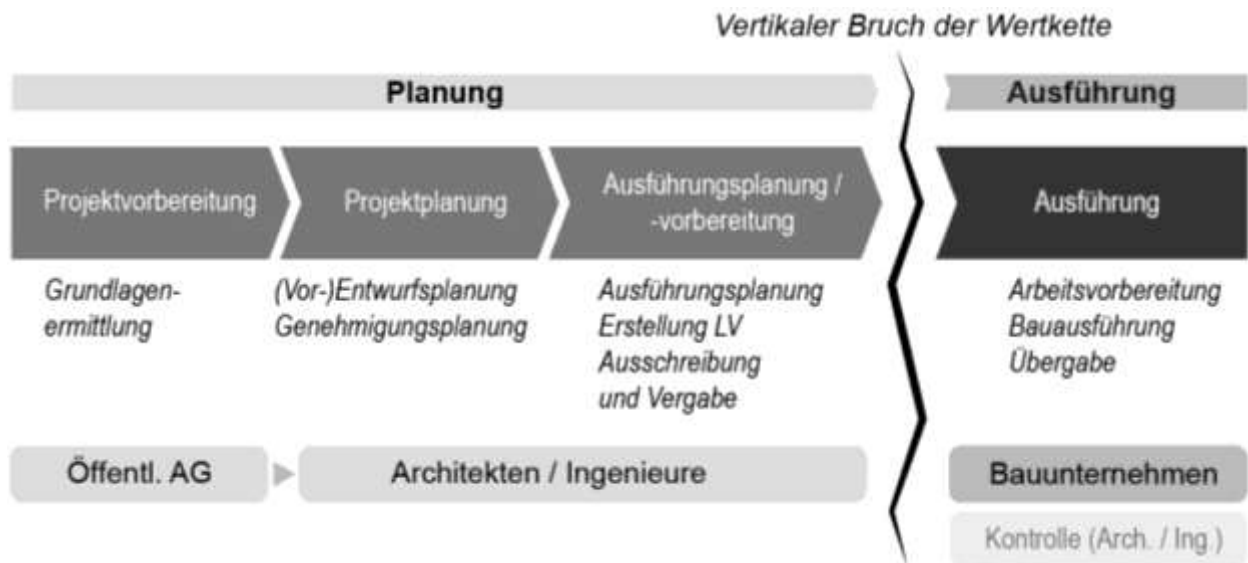 Vertikaler Bruch der Wertkette
Planung
Ausführung
Projektvorbereitung
Projektplanung
Ausführungsplanung /
-vorbereitung
Ausführung
Grundlagen-
ermittlung
(Vor-)Entwurfsplanung
Genehmigungsplanung
Ausführungsplanung
Erstellung LV
Ausschreibung
und Vergabe
Arbeitsvorbereitung
Bauausführung
Übergabe
Öffentl. AG
Architekten / Ingenieure
Bauunternehmen
Kontrolle (Arch. / Ing.)